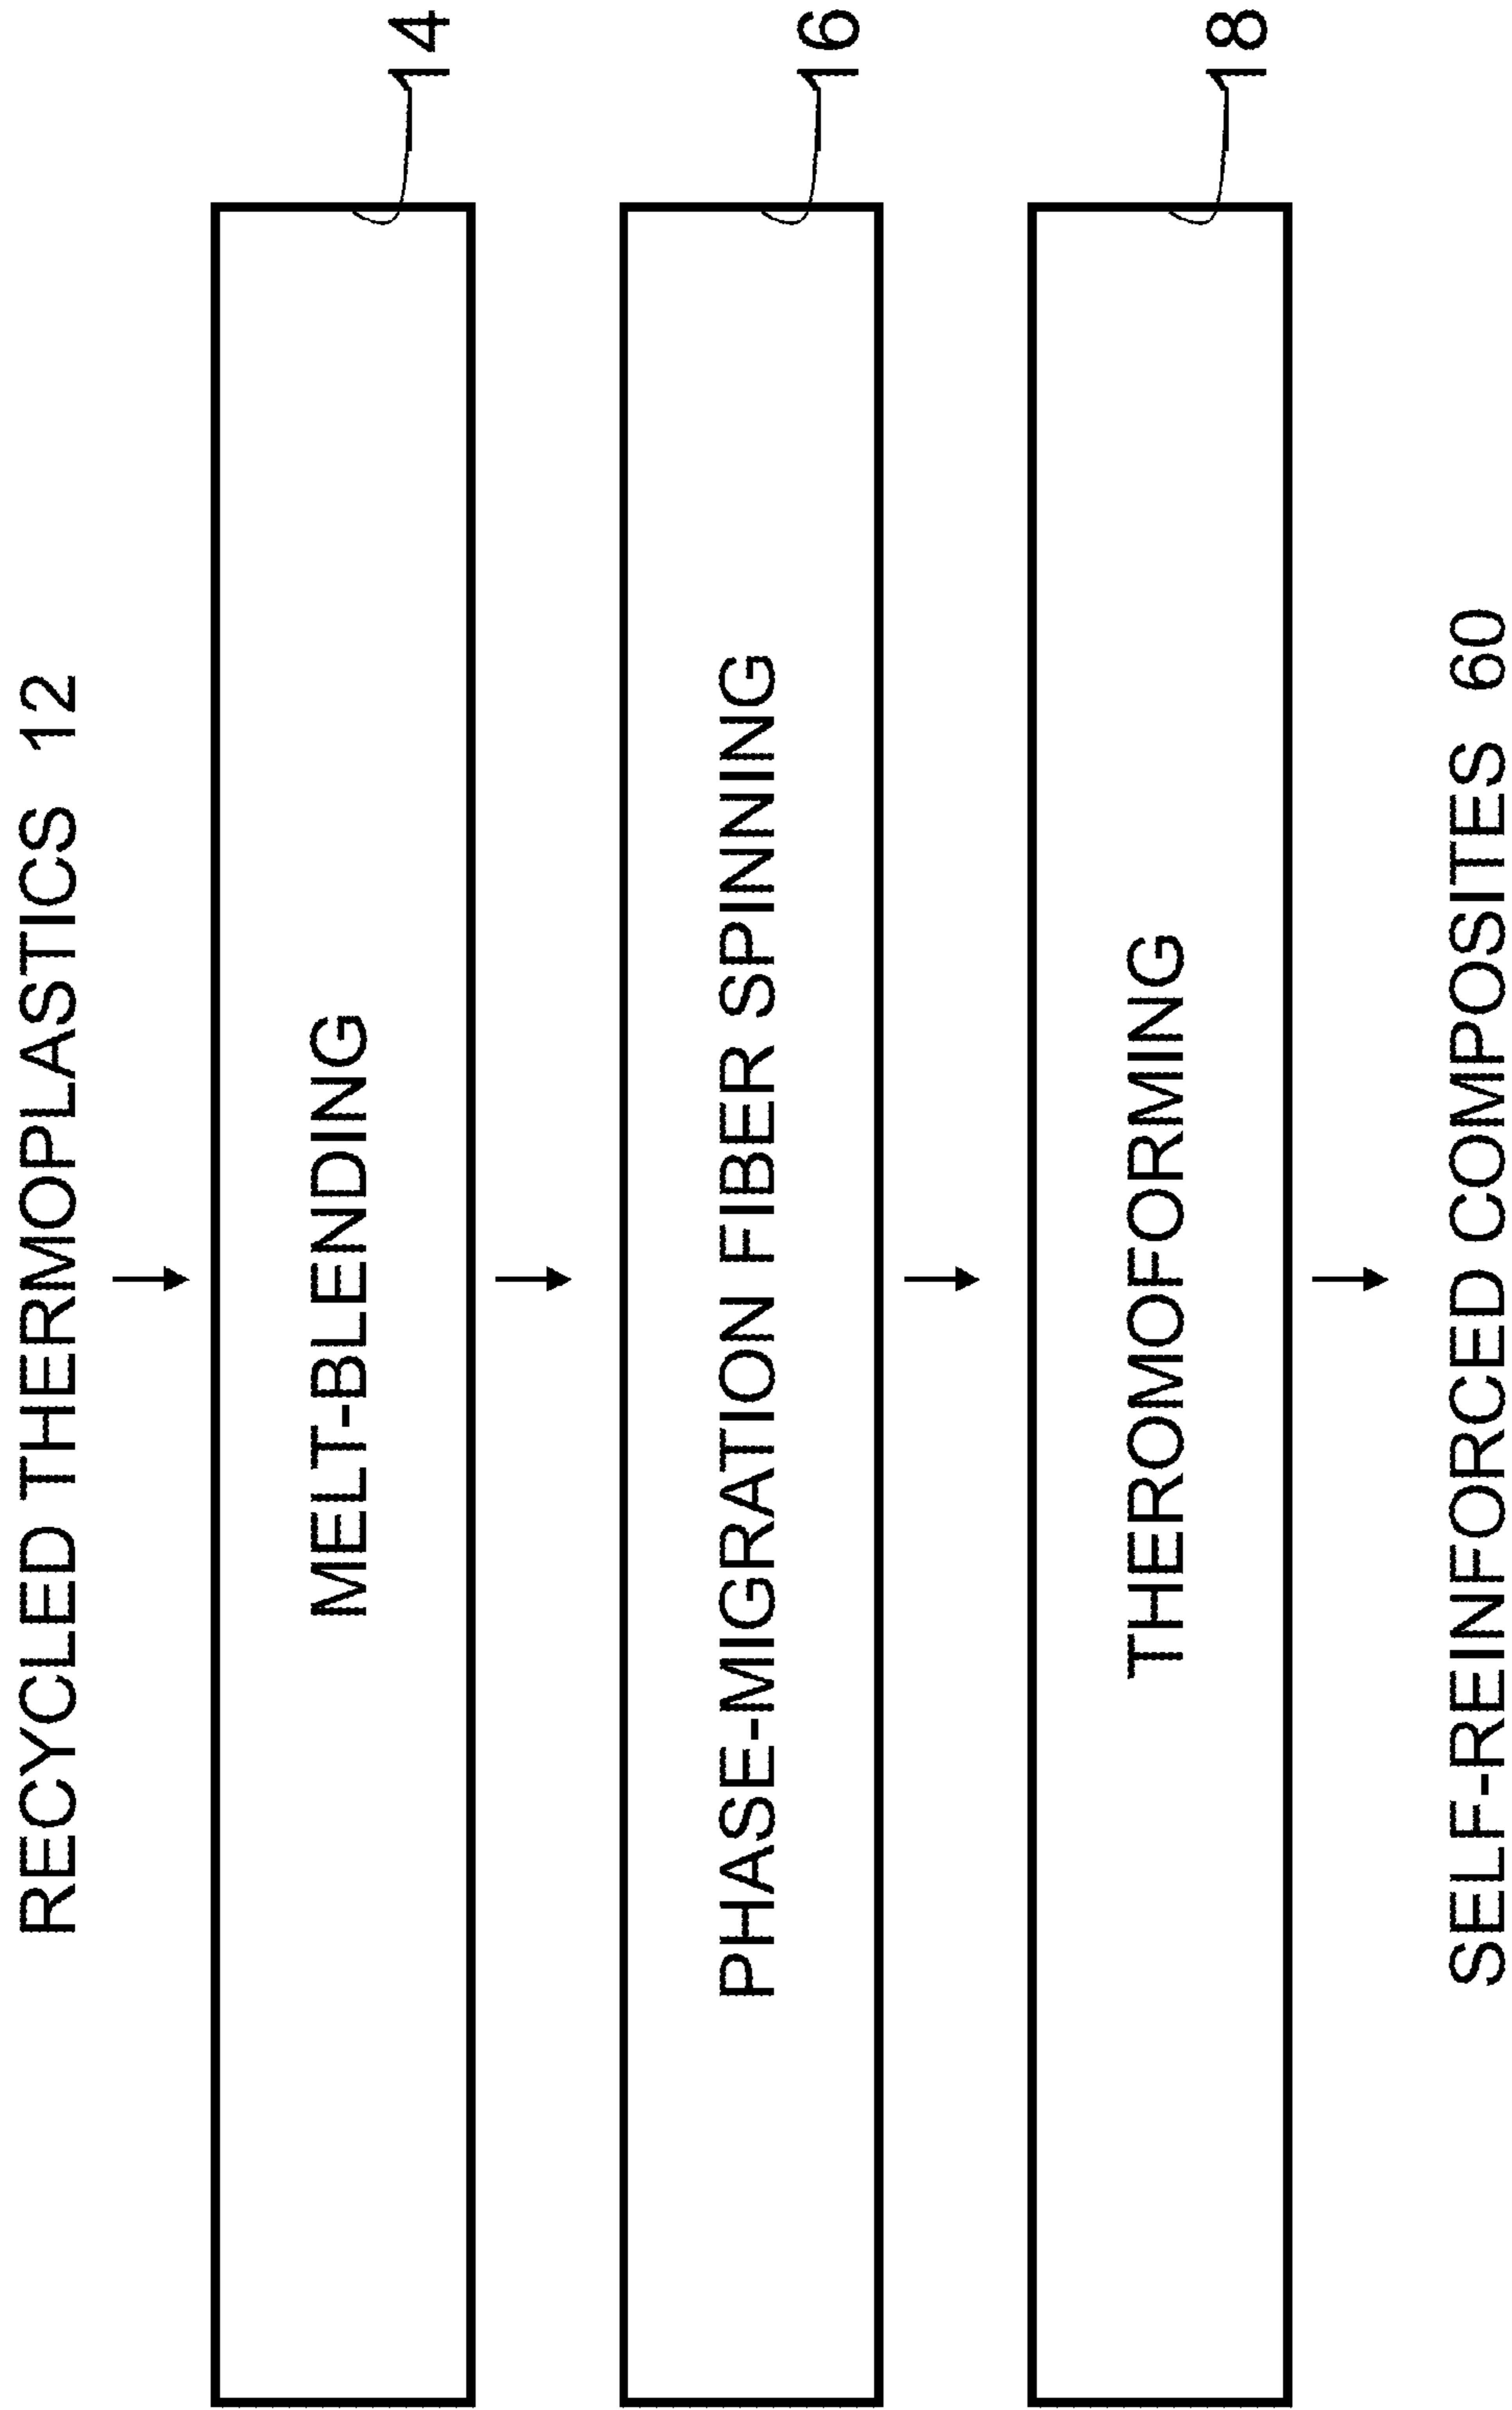 RECYCLED THERMOPLASTICS 12
MELT-BLENDING
14
PHASE-MIGRATION FIBER SPINNING
16
THEROMOFORMING
18
SELF-REINFORCED COMPOSITES 60